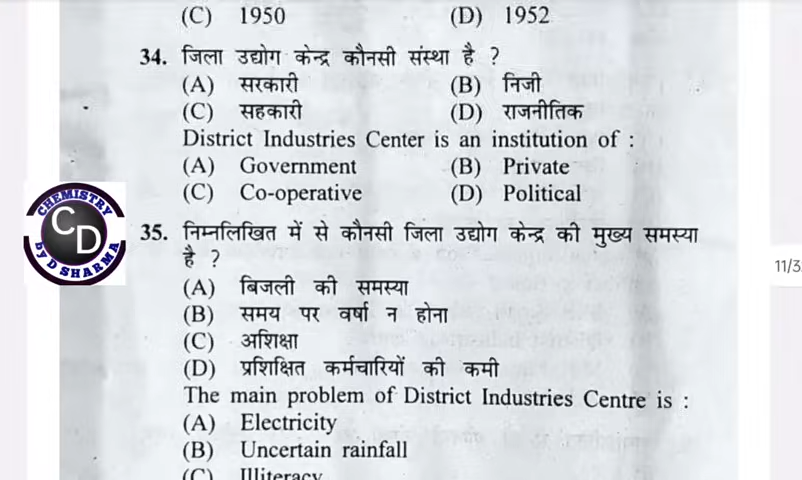 (C) 1950 (D) 1952
34. जिला उद्योग केन्द्र कौनसी संस्था है ?
(A) सरकारी (B) निजी
(C) सहकारी (D) राजनीतिक
District Industries Center is an institution of :
(A) Government (B) Private
(C) Co-operative (D) Political
CHEMISTRY
CD
BY D SHARMA
35. निम्नलिखित में से कौनसी जिला उद्योग केन्द्र की मुख्य समस्या
है ?
11/3
(A) बिजली की समस्या
(B) समय पर वर्षा न होना
(C) अशिक्षा
(D) प्रशिक्षित कर्मचारियों की कमी
The main problem of District Industries Centre is :
(A) Electricity
(B) Uncertain rainfall
(C) Illiteracy